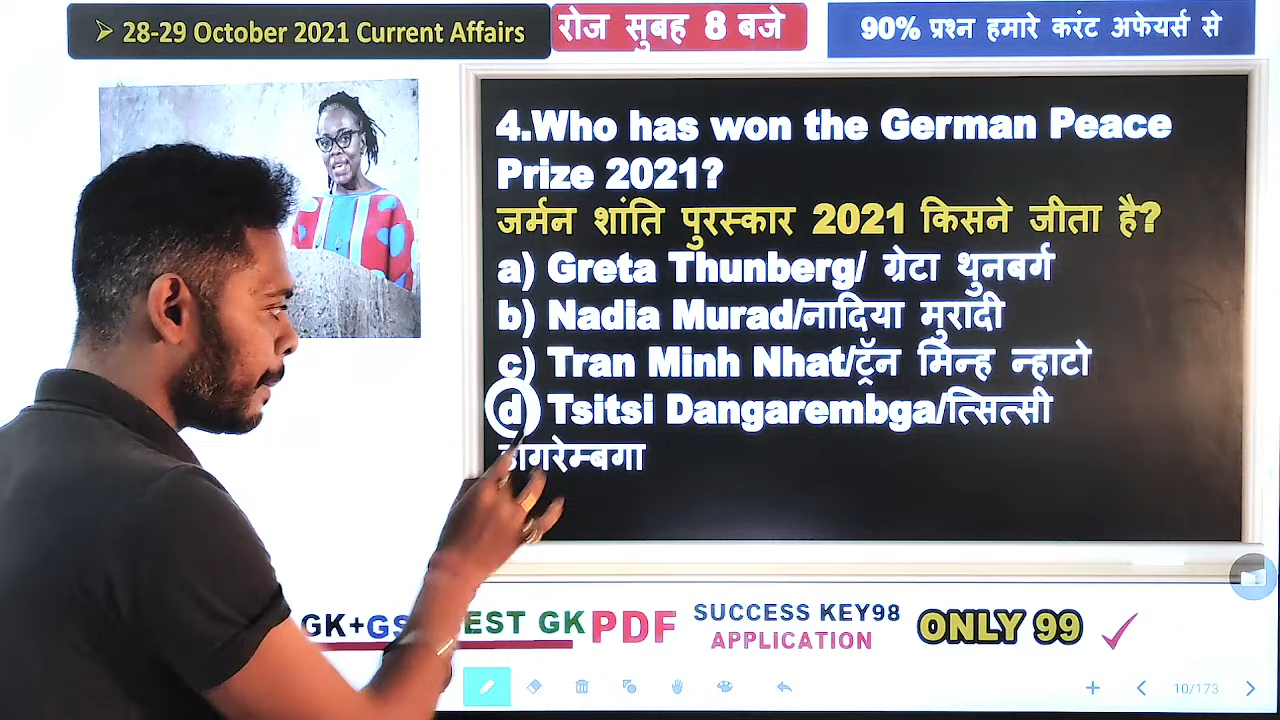 ➤ 28-29 October 2021 Current Affairs
रोज सुबह 8 बजे
90% प्रश्न हमारे करंट अफेयर्स से
4.Who has won the German Peace
Prize 2021?
जर्मन शांति पुरस्कार 2021 किसने जीता है?
a) Greta Thunberg/ ग्रेटा थुनबर्ग
b) Nadia Murad/नादिया मुरादी
c) Tran Minh Nhat/ट्रॅन मिन्ह न्हाटो
d) Tsitsi Dangarembga/त्सित्सी
डांगरेम्बगा
GK+GS
EST GK PDF
SUCCESS KEY98
APPLICATION
ONLY 99
10/173